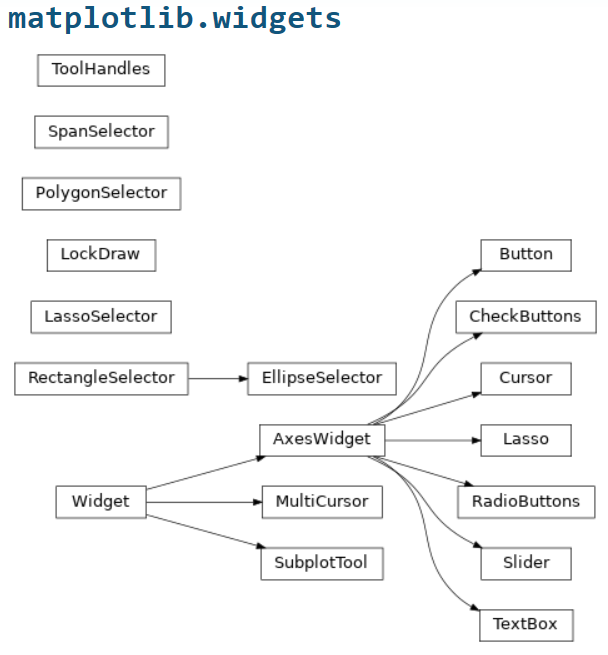 matplotlib.widgets
ToolHandles
SpanSelector
PolygonSelector
LockDraw
Button
LassoSelector
CheckButtons
RectangleSelector
EllipseSelector
Cursor
AxesWidget
Lasso
Widget
MultiCursor
RadioButtons
SubplotTool
Slider
TextBox